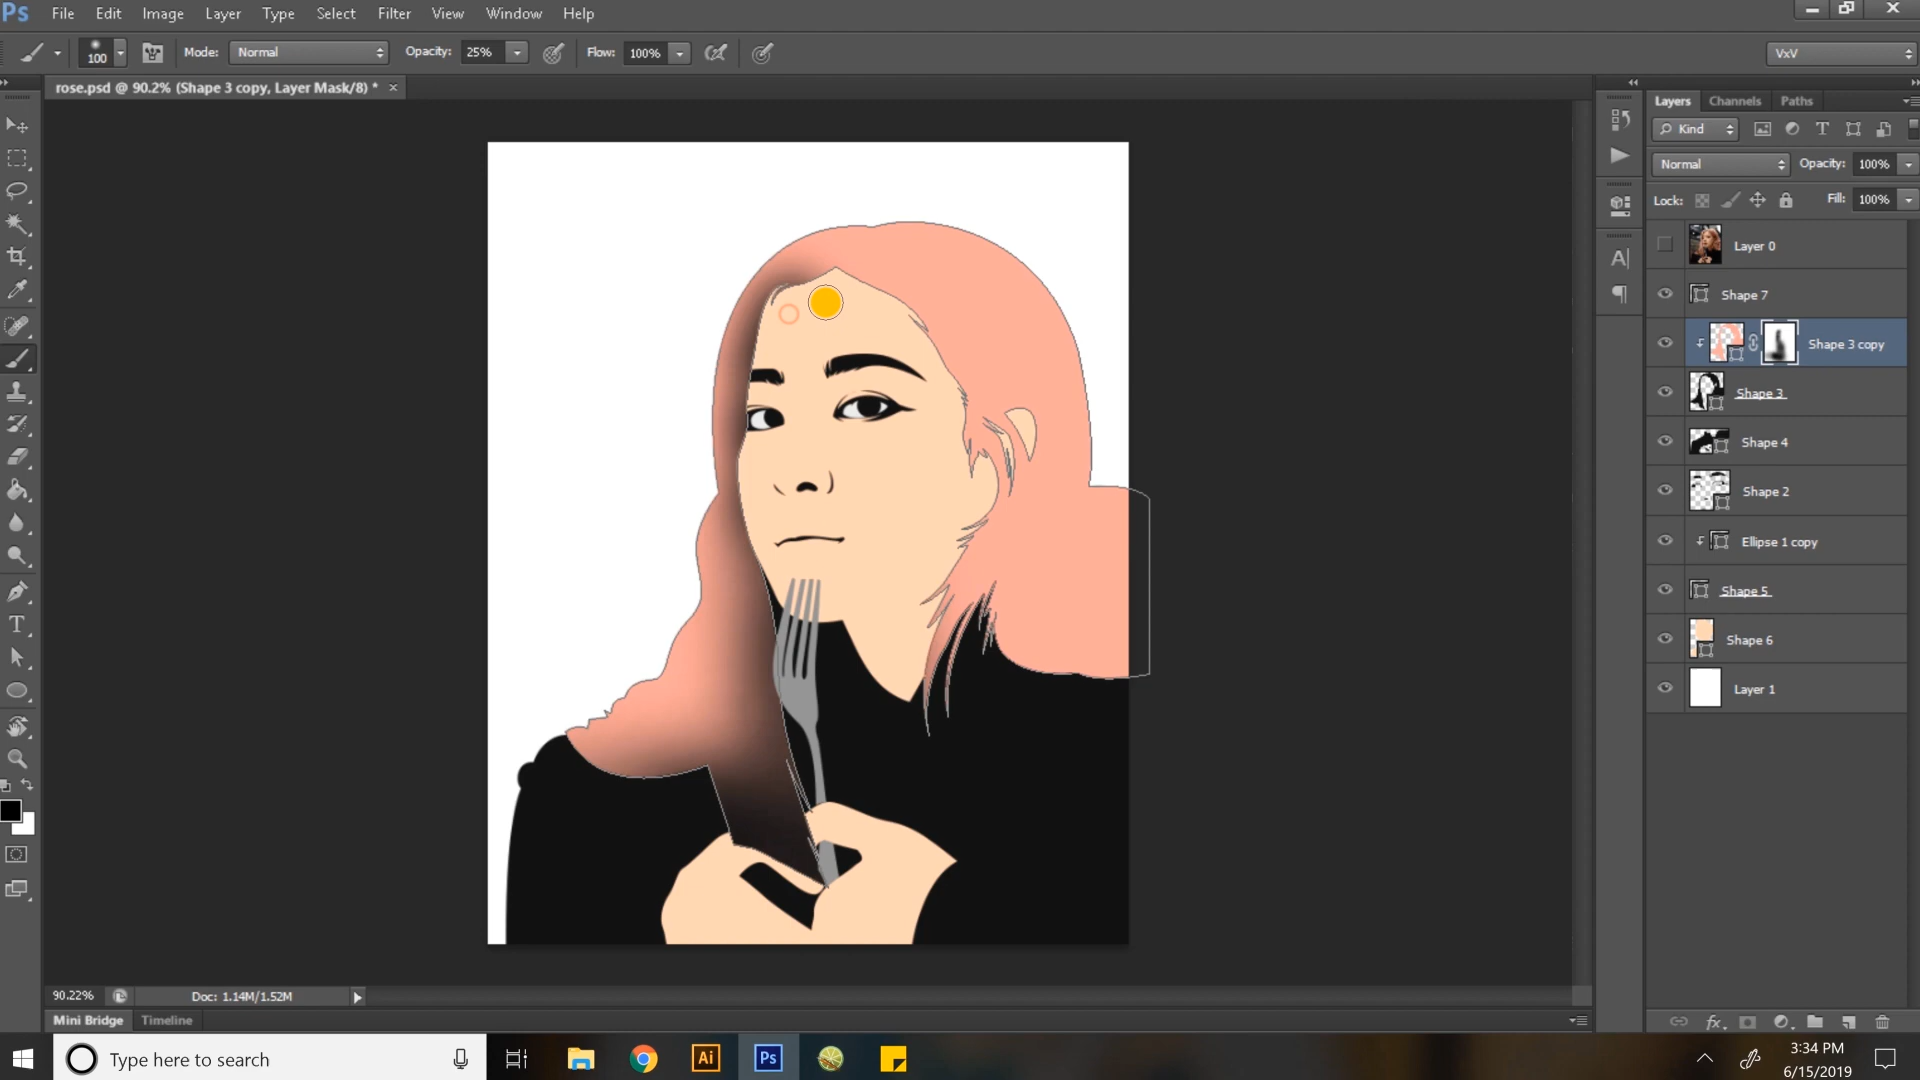 Ps File Edit Image Layer Type Select Filter View Window Help
100 Mode: Normal Opacity: 25% Flow: 100% VxV
rose.psd @ 90.2% (Shape 3 copy, Layer Mask/8) * ×
Layers Channels Paths
Kind
Normal Opacity: 100%
Lock: Fill: 100%
Layer 0
Shape 7
Shape 3 copy
Shape 3
Shape 4
Shape 2
Ellipse 1 copy
Shape 5
Shape 6
Layer 1
90.22% Doc: 1.14M/1.52M
Mini Bridge Timeline
Type here to search Ai Ps 3:34 PM
6/15/2019